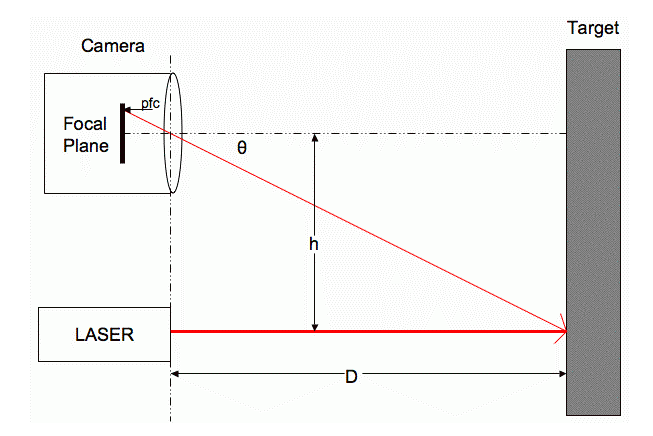 Target
Camera
pfc
Focal
Plane
θ
h
LASER
D